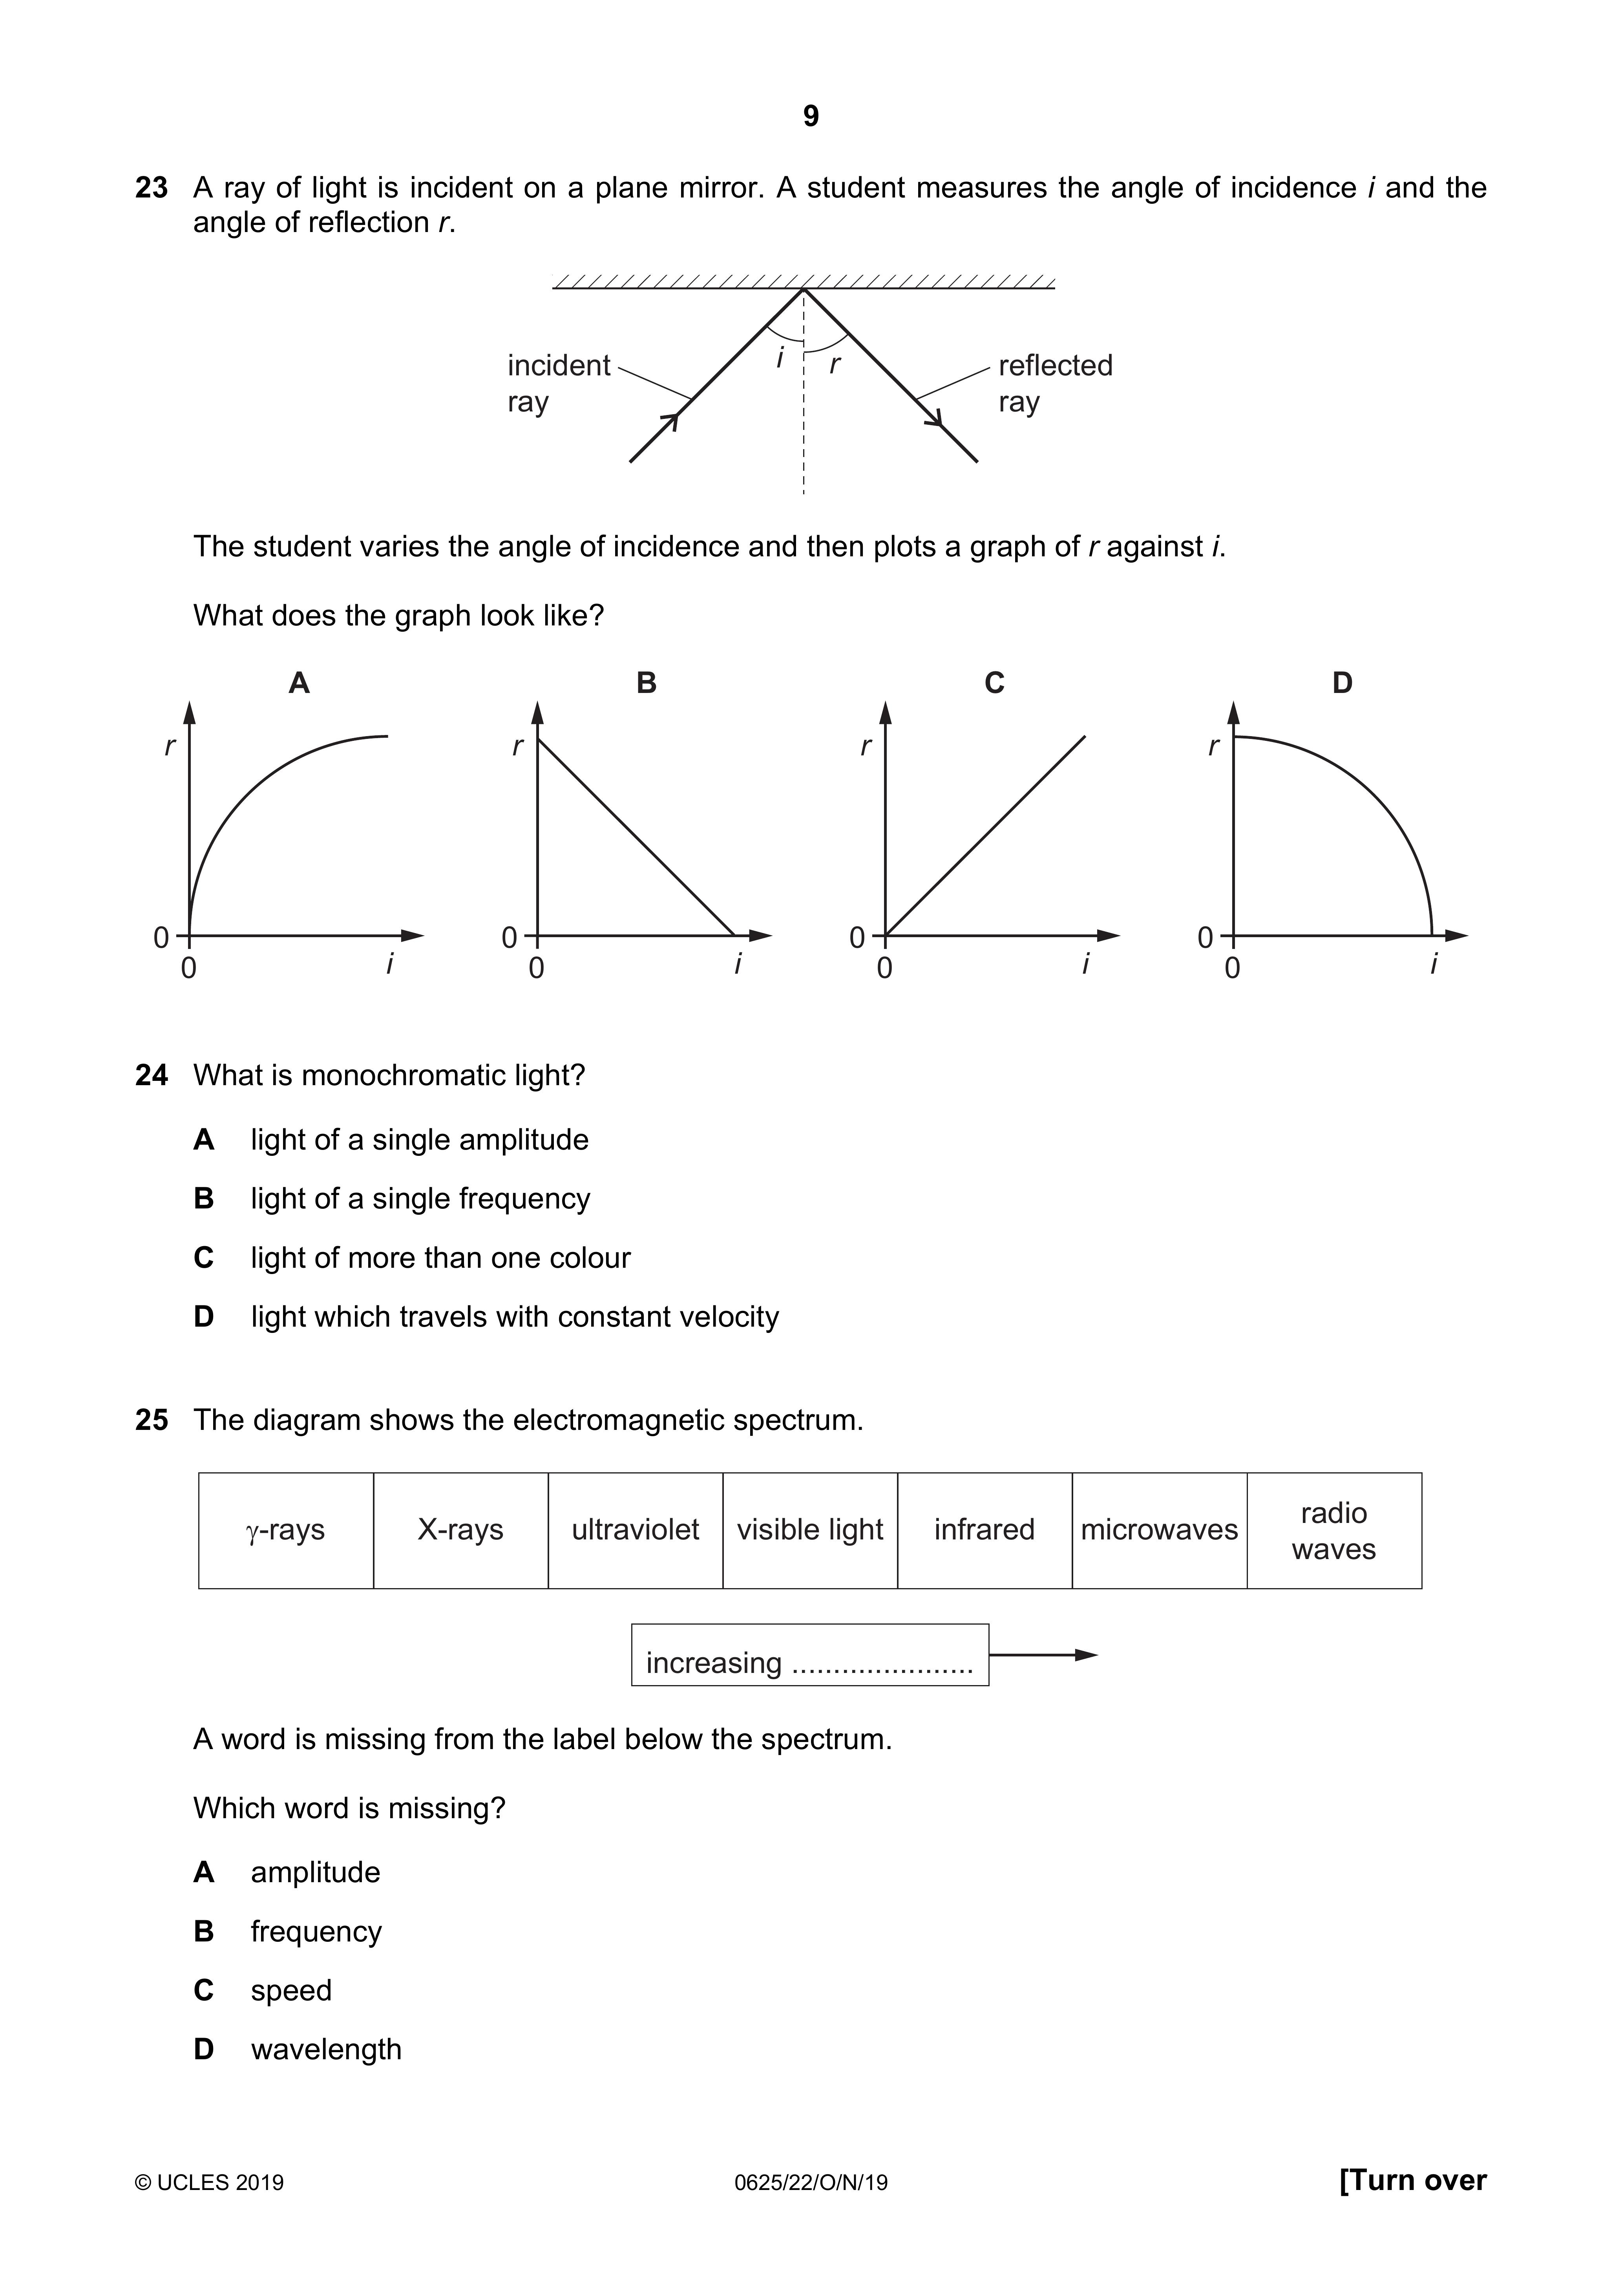 9
23 A ray of light is incident on a plane mirror. A student measures the angle of incidence i and the
angle of reflection r.
incident
ray
i
r
reflected
ray
The student varies the angle of incidence and then plots a graph of r against i.
What does the graph look like?
A
r
0
0
i
B
r
0
0
i
C
r
0
0
i
D
r
0
0
i
24 What is monochromatic light?
A light of a single amplitude
B light of a single frequency
C light of more than one colour
D light which travels with constant velocity
25 The diagram shows the electromagnetic spectrum.
γ-rays
X-rays
ultraviolet
visible light
infrared
microwaves
radio
waves
increasing ......................
A word is missing from the label below the spectrum.
Which word is missing?
A amplitude
B frequency
C speed
D wavelength
© UCLES 2019
0625/22/O/N/19
[Turn over